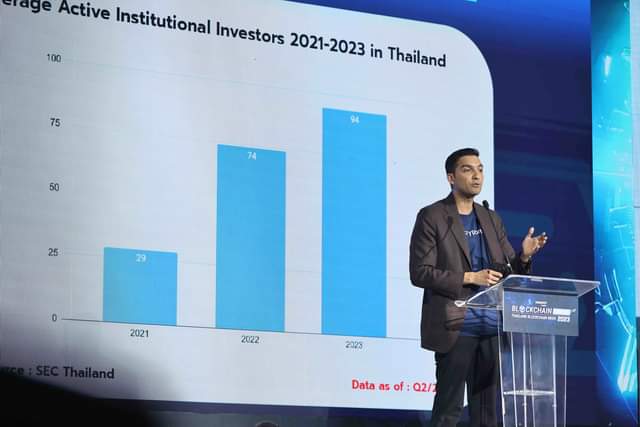 erage Active Institutional Investors 2021-2023 in Thailand
100
75
50
25
0
29
74
94
2021
2022
2023
rce : SEC Thailand
Data as of : Q2/2
BLOCKCHAIN
THAILAND BLOCKCHAIN WEEK 2023